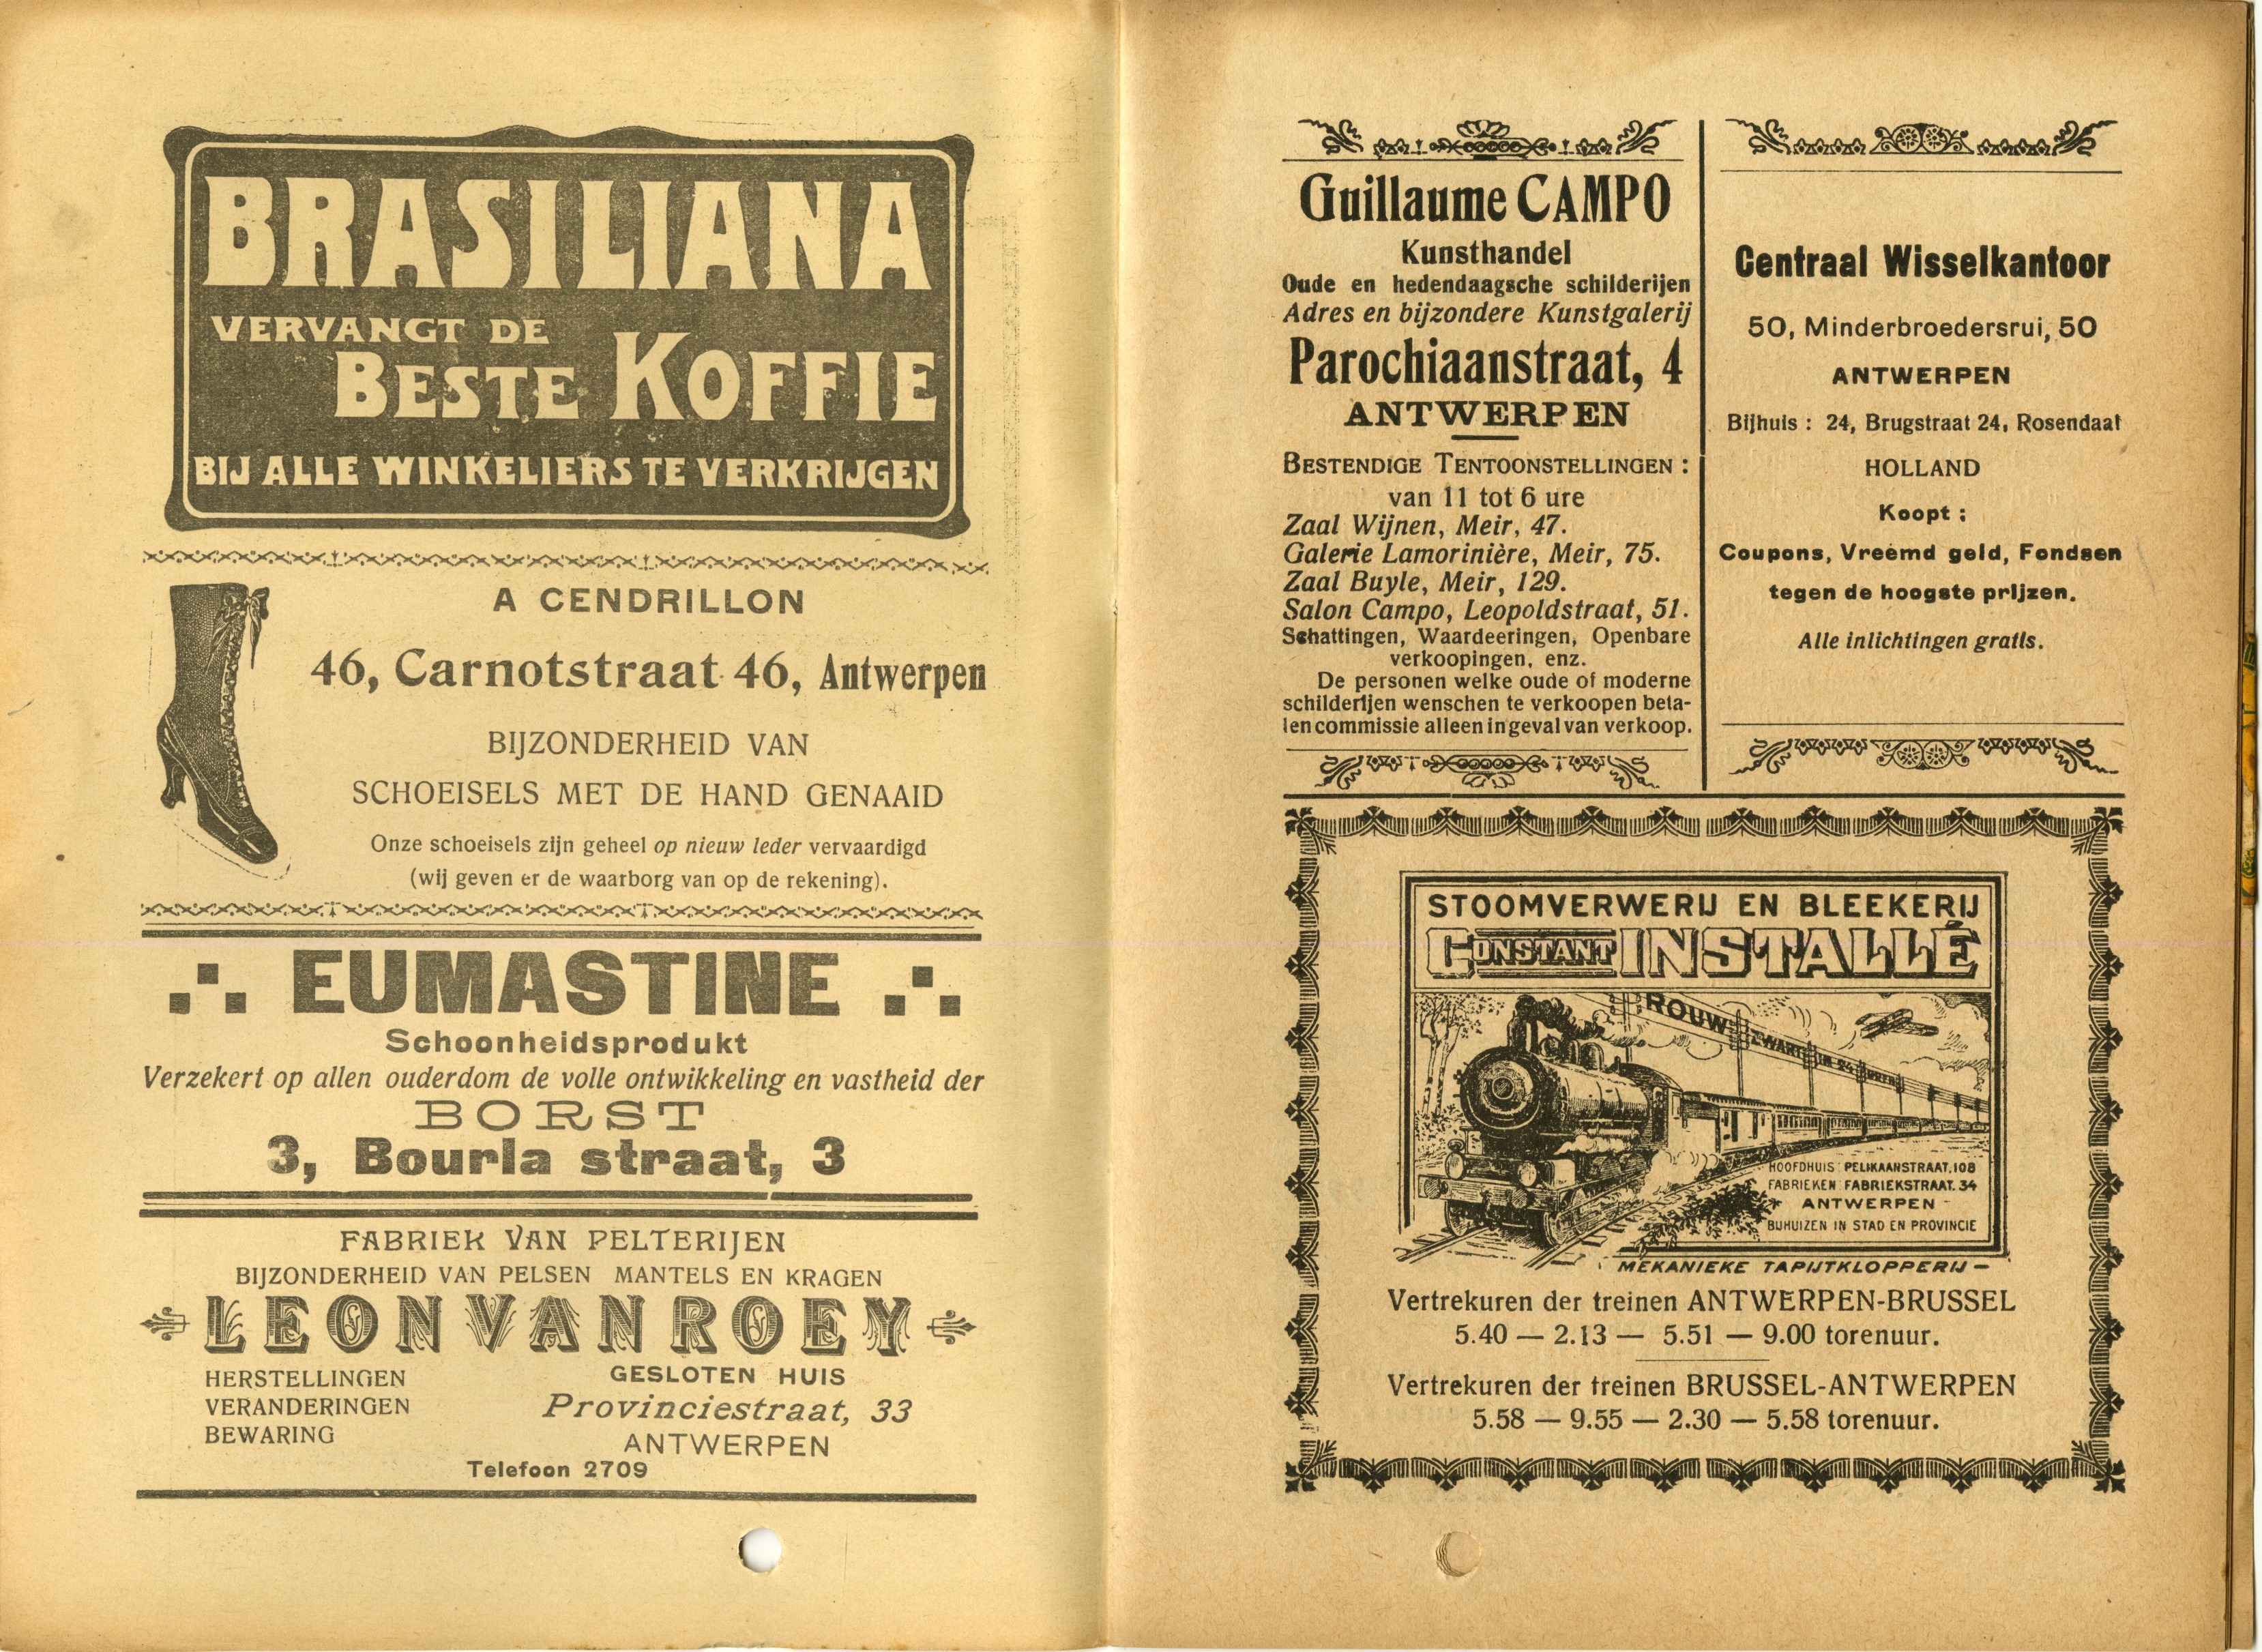 BRASILIANA
VERVANGT DE
BESTE KOFFIE
BIJ ALLE WINKELIERS TE VERKRIJGEN
A CENDRILLON
46, Carnotstraat 46, Antwerpen
BIJZONDERHEID VAN
SCHOEISELS MET DE HAND GENAAID
Onze schoeisels zijn geheel op nieuw leder vervaardigd
(wij geven er de waarborg van op de rekening).
EUMASTINE
Schoonheidsprodukt
Verzekert op allen ouderdom de volle ontwikkeling en vastheid der
BORST
3, Bourla straat, 3
FABRIEK VAN PELTERIJEN
BIJZONDERHEID VAN PELSEN MANTELS EN KRAGEN
LEON VAN ROEY
HERSTELLINGEN
VERANDERINGEN
BEWARING
GESLOTEN HUIS
Provinciestraat, 33
ANTWERPEN
Telefoon 2709
Guillaume CAMPO
Kunsthandel
Oude en hedendaagsche schilderijen
Adres en bijzondere Kunstgalerij
Parochiaanstraat, 4
ANTWERPEN
BESTENDIGE TENTOONSTELLINGEN :
van 11 tot 6 ure
Zaal Wijnen, Meir, 47.
Galerie Lamorinière, Meir, 75.
Zaal Buyle, Meir, 129.
Salon Campo, Leopoldstraat, 51.
Schattingen, Waardeeringen, Openbare
verkoopingen, enz.
De personen welke oude of moderne
schilderijen wenschen te verkoopen beta-
len commissie alleen in geval van verkoop.
Centraal Wisselkantoor
50, Minderbroedersrui, 50
ANTWERPEN
Bijhuis : 24, Brugstraat 24, Rosendaal
HOLLAND
Koopt :
Coupons, Vreemd geld, Fondsen
tegen de hoogste prijzen.
Alle inlichtingen gratis.
STOOMVERWERIJ EN BLEEKERIJ
CONSTANT INSTALLÉ
ROUWZWART IN 24 UREN
HOOFDHUIS: PELIKAANSTRAAT, 108
FABRIEKEN: FABRIEKSTRAAT. 34
ANTWERPEN -
BIJHUIZEN IN STAD EN PROVINCIE
MEKANIEKE TAPIJTKLOPPERIJ —
Vertrekuren der treinen ANTWERPEN-BRUSSEL
5.40 — 2.13 — 5.51 — 9.00 torenuur.
Vertrekuren der treinen BRUSSEL-ANTWERPEN
5.58 — 9.55 — 2.30 — 5.58 torenuur.